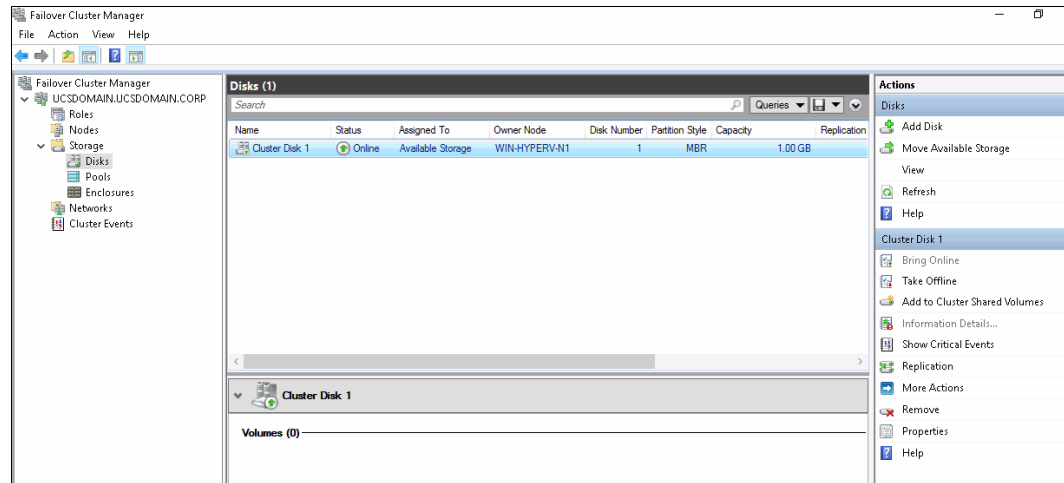 Failover Cluster Manager
File Action View Help
Failover Cluster Manager
UCSDOMAIN.UCSDOMAIN.CORP
Roles
Nodes
Storage
Disks
Pools
Enclosures
Networks
Cluster Events
Disks (1)
Search Queries
Name Status Assigned To Owner Node Disk Number Partition Style Capacity Replication
Cluster Disk 1 Online Available Storage WIN-HYPERV-N1 1 MBR 1.00 GB
Cluster Disk 1
Volumes (0)
Actions
Disks
Add Disk
Move Available Storage
View
Refresh
Help
Cluster Disk 1
Bring Online
Take Offline
Add to Cluster Shared Volumes
Information Details...
Show Critical Events
Replication
More Actions
Remove
Properties
Help